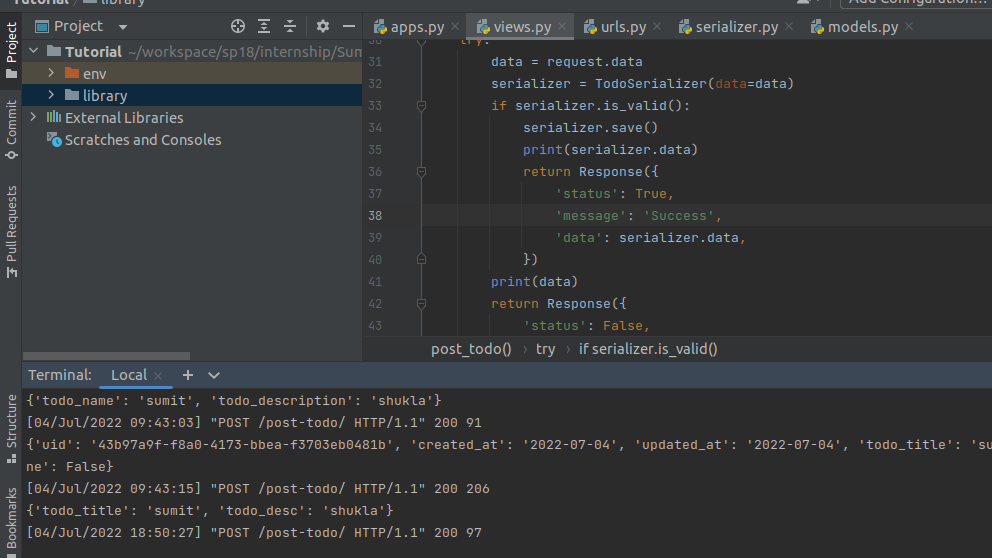 Tutorial / library
Add Configuration...
Project
apps.py
views.py
urls.py
serializer.py
models.py
Project
Commit
Pull Requests
Structure
Bookmarks
Tutorial ~/workspace/sp18/internship/Sum
env
library
External Libraries
Scratches and Consoles
30 try:
31 data = request.data
32 serializer = TodoSerializer(data=data)
33 if serializer.is_valid():
34 serializer.save()
35 print(serializer.data)
36 return Response({
37 'status': True,
38 'message': 'Success',
39 'data': serializer.data,
40 })
41 print(data)
42 return Response({
43 'status': False,
post_todo() › try › if serializer.is_valid()
Terminal: Local × +
{'todo_name': 'sumit', 'todo_description': 'shukla'}
[04/Jul/2022 09:43:03] "POST /post-todo/ HTTP/1.1" 200 91
{'uid': '43b97a9f-f8a0-4173-bbea-f3703eb0481b', 'created_at': '2022-07-04', 'updated_at': '2022-07-04', 'todo_title': 'su
ne': False}
[04/Jul/2022 09:43:15] "POST /post-todo/ HTTP/1.1" 200 206
{'todo_title': 'sumit', 'todo_desc': 'shukla'}
[04/Jul/2022 18:50:27] "POST /post-todo/ HTTP/1.1" 200 97